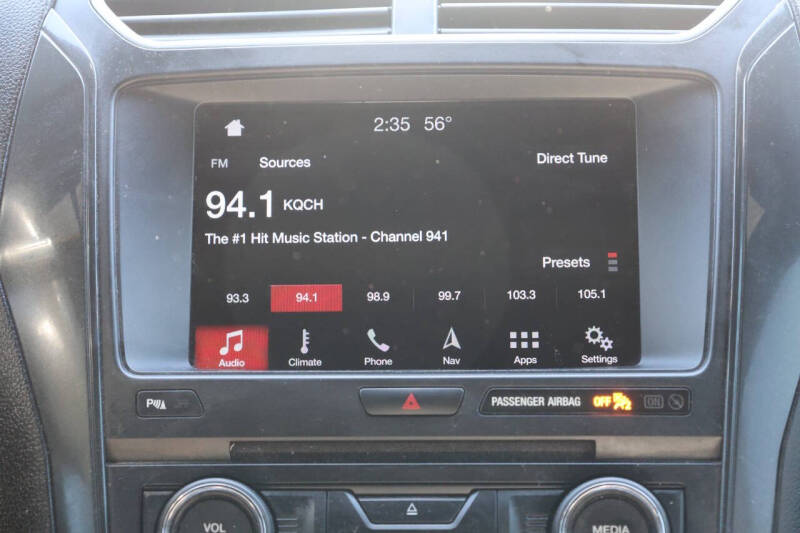 2:35 56°
FM Sources Direct Tune
94.1 KQCH
The #1 Hit Music Station - Channel 941
Presets
93.3 94.1 98.9 99.7 103.3 105.1
Audio Climate Phone Nav Apps Settings
P OFF PASSENGER AIRBAG OFF 2 ON
VOL MEDIA